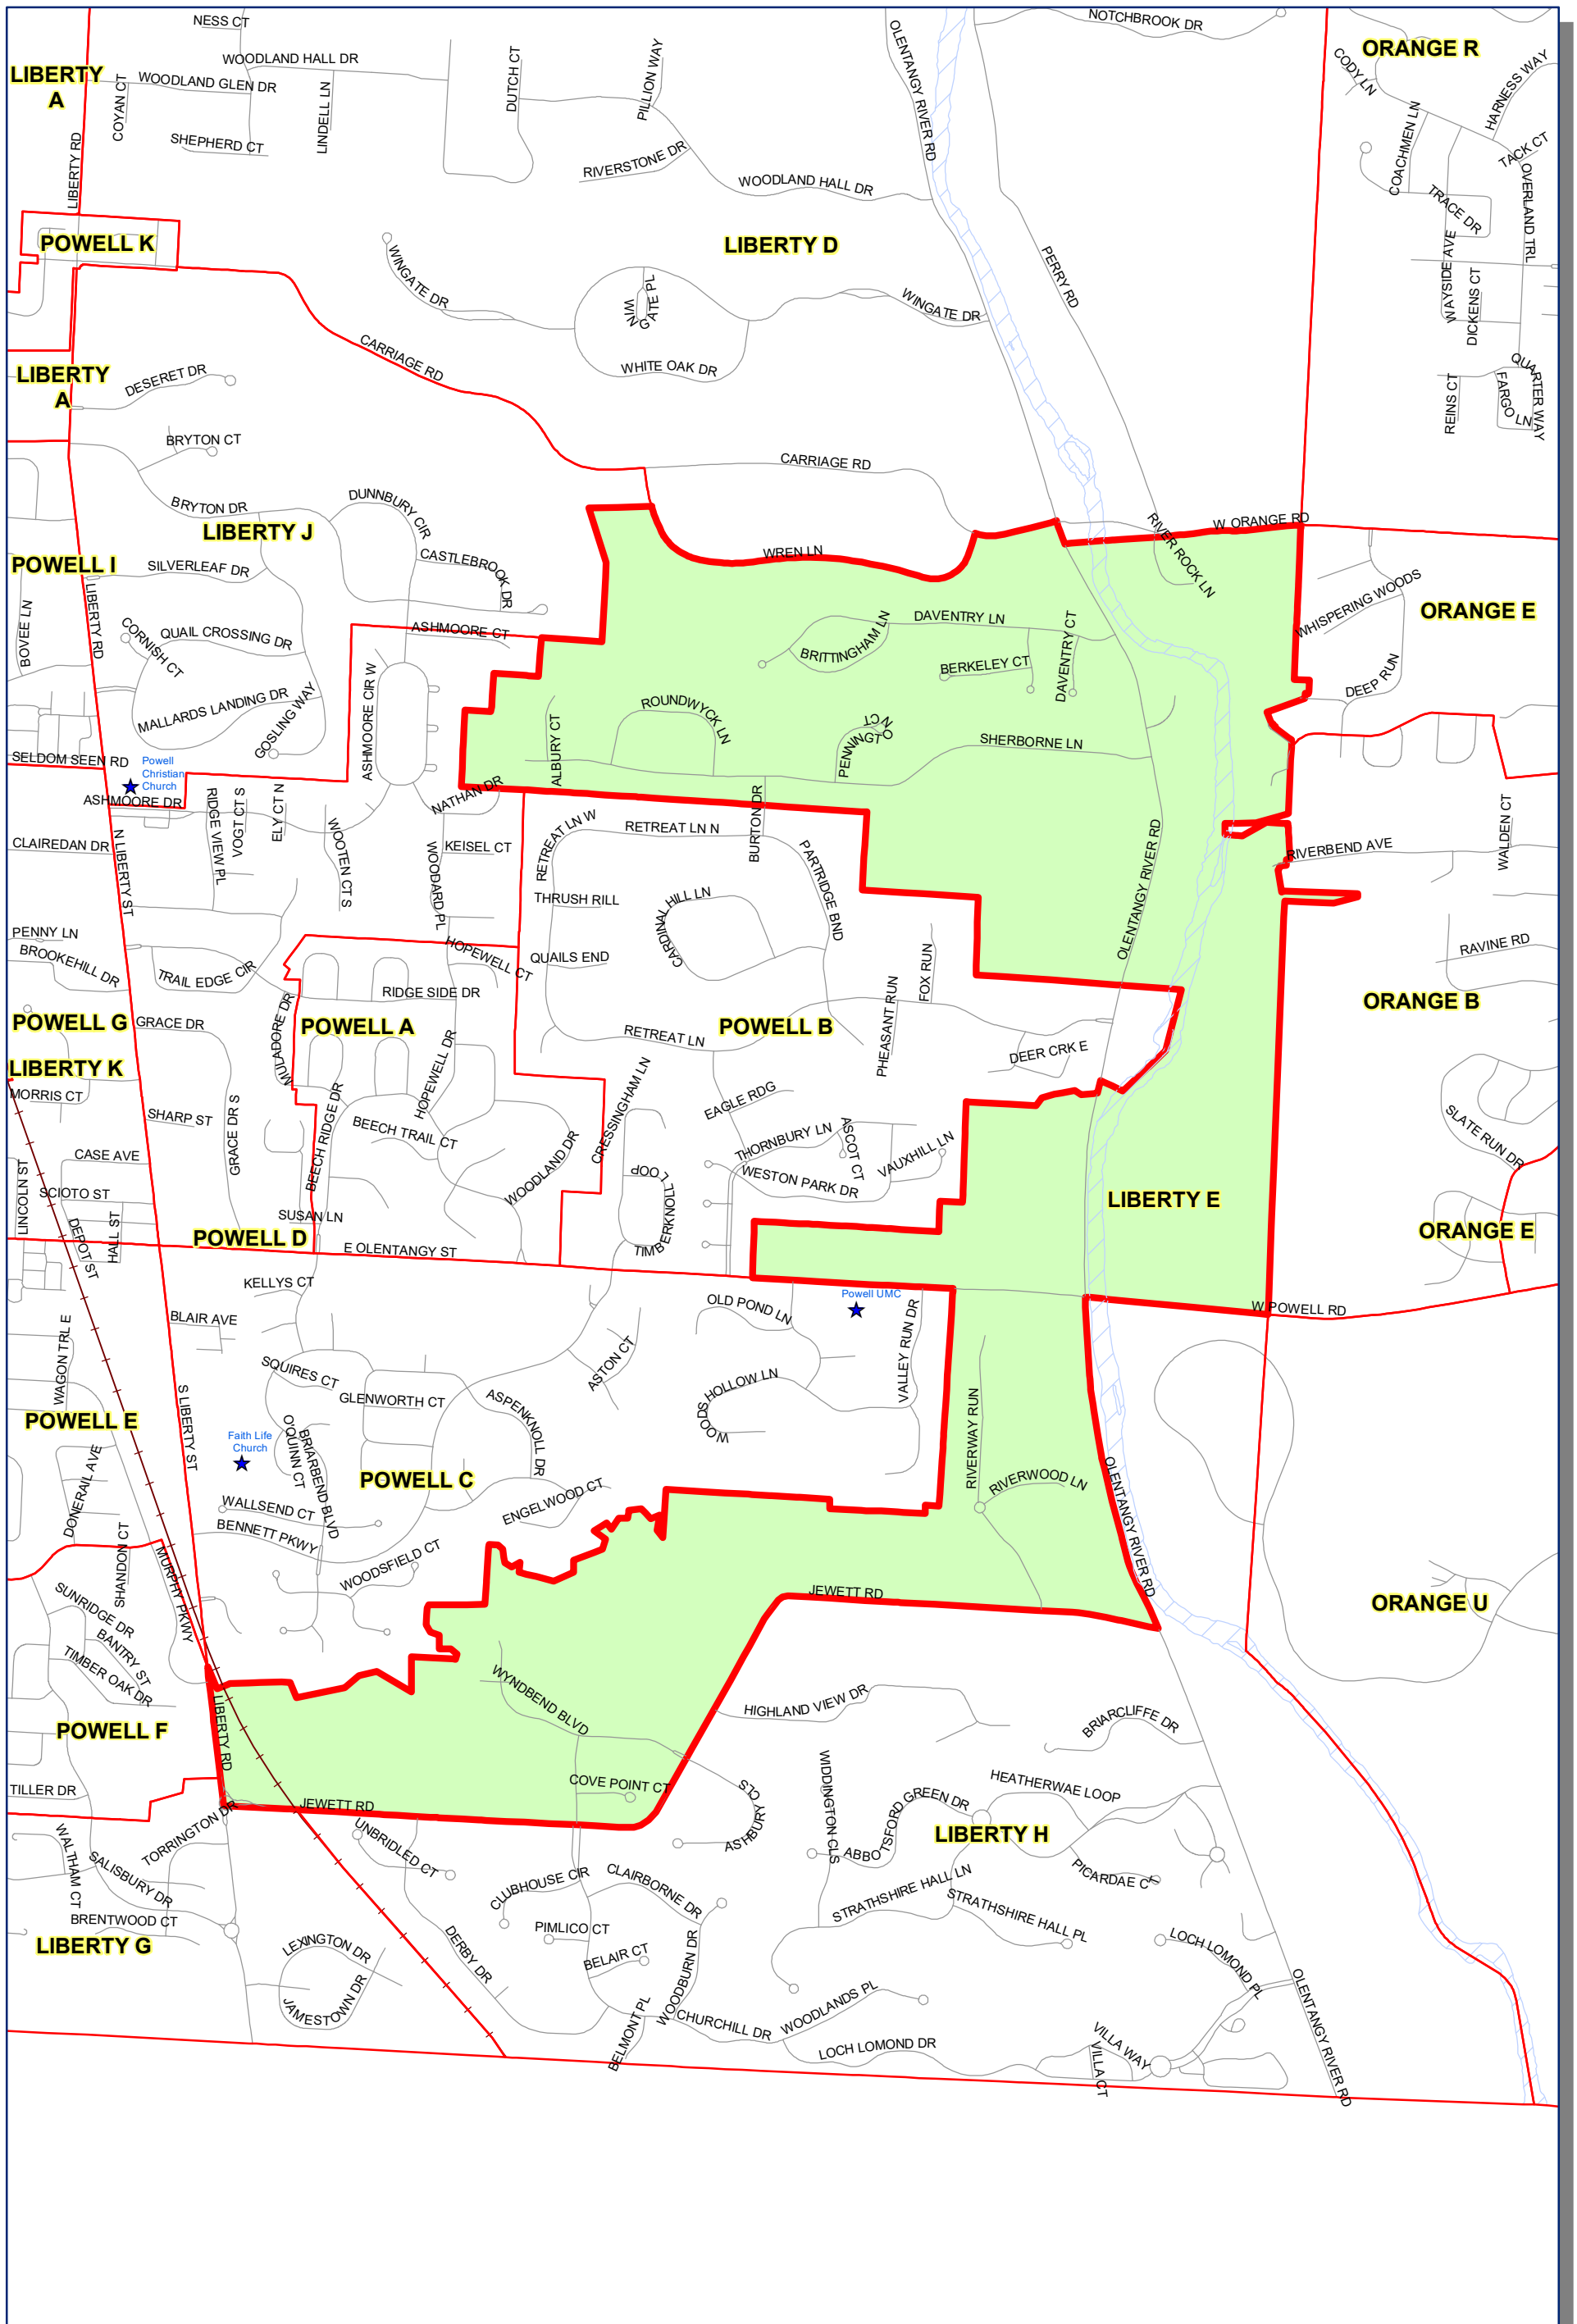 NESS CT
NOTCHBROOK DR
WOODLAND HALL DR
WOODLAND GLEN DR
LIBERTY
A
COYAN CT
LINDELL LN
DUTCH CT
PILLION WAY
OLENTANGY RIVER RD
ORANGE R
CODY LN
HARNESS WAY
COACHMEN LN
TACK CT
SHEPHERD CT
RIVERSTONE DR
WOODLAND HALL DR
LIBERTY RD
TRACE DR
OVERLAND TRL
POWELL K
LIBERTY D
WINGATE DR
WINGATE PL
WINGATE DR
PERRY RD
WAYSIDE AVE
DICKENS CT
CARRIAGE RD
WHITE OAK DR
LIBERTY
A
DESERET DR
QUARTER WAY
REINS CT
FARGO LN
BRYTON CT
CARRIAGE RD
BRYTON DR
DUNNBURY CIR
LIBERTY J
W ORANGE RD
RIVER ROCK LN
WREN LN
POWELL I
SILVERLEAF DR
CASTLEBROOK DR
LIBERTY RD
BOVEE LN
CORNISH CT
QUAIL CROSSING DR
ASHMOORE CT
DAVENTRY LN
BRITTINGHAM LN
BERKELEY CT
DAVENTRY CT
WHISPERING WOODS
ORANGE E
DEEP RUN
MALLARDS LANDING DR
GOSLING WAY
ASHMOORE CIR W
ROUNDWYCK LN
ALBURY CT
PENNINGTON CT
SHERBORNE LN
SELDOM SEEN RD
Powell
Christian
Church
ASHMOORE DR
NATHAN DR
RIDGE VIEW PL
VOGT CT S
ELY CT N
WOOTEN CT S
WOODARD PL
KEISEL CT
RETREAT LN W
RETREAT LN N
BURTON DR
PARTRIDGE BND
OLENTANGY RIVER RD
RIVERBEND AVE
WALDEN CT
CLAIREDAN DR
N LIBERTY ST
THRUSH RILL
CARDINAL HILL LN
PENNY LN
BROOKEHILL DR
TRAIL EDGE CIR
HOPEWELL CT
QUAILS END
FOX RUN
RAVINE RD
RIDGE SIDE DR
MULADORE DR
POWELL G
GRACE DR
POWELL A
RETREAT LN
POWELL B
PHEASANT RUN
DEER CRK E
ORANGE B
LIBERTY K
MORRIS CT
SHARP ST
GRACE DR S
BEECH RIDGE DR
HOPEWELL DR
BEECH TRAIL CT
CRESSINGHAM LN
EAGLE RDG
THORNBURY LN
ASCOT CT
VAUXHILL LN
WESTON PARK DR
SLATE RUN DR
CASE AVE
LINCOLN ST
SCIOTO ST
DEPOT ST
HALL ST
WOODLAND DR
TIMBERKNOLL LOOP
LIBERTY E
SUSAN LN
POWELL D
E OLENTANGY ST
ORANGE E
KELLYS CT
OLD POND LN
Powell UMC
VALLEY RUN DR
W POWELL RD
BLAIR AVE
WAGON TRL E
SQUIRES CT
ASTON CT
GLENWORTH CT
ASPENKNOLL DR
WOODS HOLLOW LN
RIVERWAY RUN
S LIBERTY ST
POWELL E
Faith Life
Church
O'QUINN CT
BRIARBEND BLVD
POWELL C
RIVERWOOD LN
OLENTANGY RIVER RD
DONERAIL AVE
WALLSEND CT
BENNETT PKWY
ENGELWOOD CT
SHANDON CT
MURPHY PKWY
WOODSFIELD CT
JEWETT RD
ORANGE U
SUNRIDGE DR
BANTRY ST
TIMBER OAK DR
WYNDBEND BLVD
HIGHLAND VIEW DR
BRIARCLIFFE DR
POWELL F
LIBERTY RD
TILLER DR
JEWETT RD
COVE POINT CT
ASHBURY CLS
WIDDINGTON CLS
ABBOTSFORD GREEN DR
HEATHERWAE LOOP
LIBERTY H
TORRINGTON DR
UNBRIDLED CT
WALTHAM CT
SALISBURY DR
CLUBHOUSE CIR
CLAIRBORNE DR
PICARDAE CT
STRATHSHIRE HALL LN
STRATHSHIRE HALL PL
BRENTWOOD CT
LIBERTY G
LEXINGTON DR
DERBY DR
PIMLICO CT
BELAIR CT
WOODBURN DR
LOCH LOMOND PL
JAMESTOWN DR
BELMONT PL
CHURCHILL DR
WOODLANDS PL
LOCH LOMOND DR
VILLA WAY
VILLA CT
OLENTANGY RIVER RD